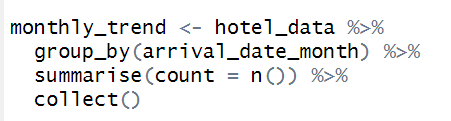 monthly_trend <- hotel_data %>%
  group_by(arrival_date_month) %>%
  summarise(count = n()) %>%
  collect()